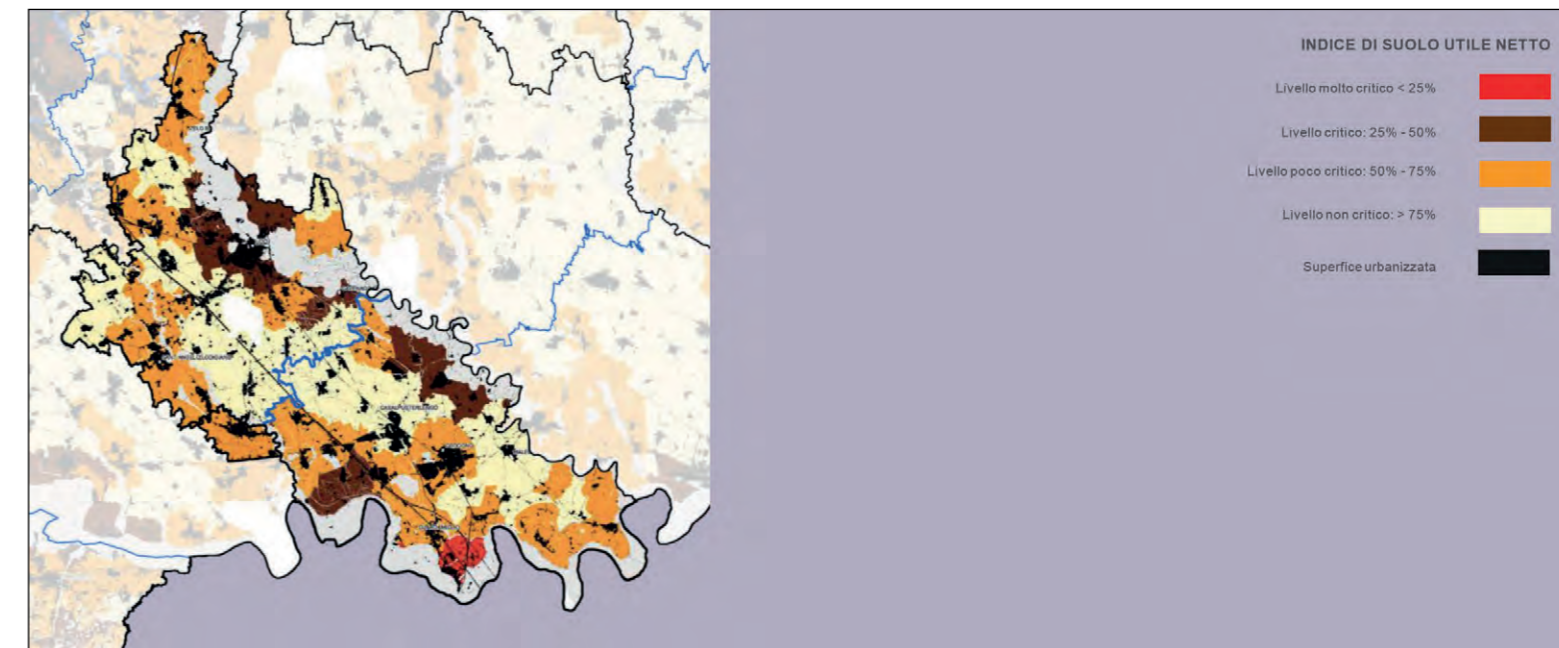 INDICE DI SUOLO UTILE NETTO
Livello molto critico < 25%
Livello critico: 25% - 50%
Livello poco critico: 50% - 75%
Livello non critico: > 75%
Superfice urbanizzata